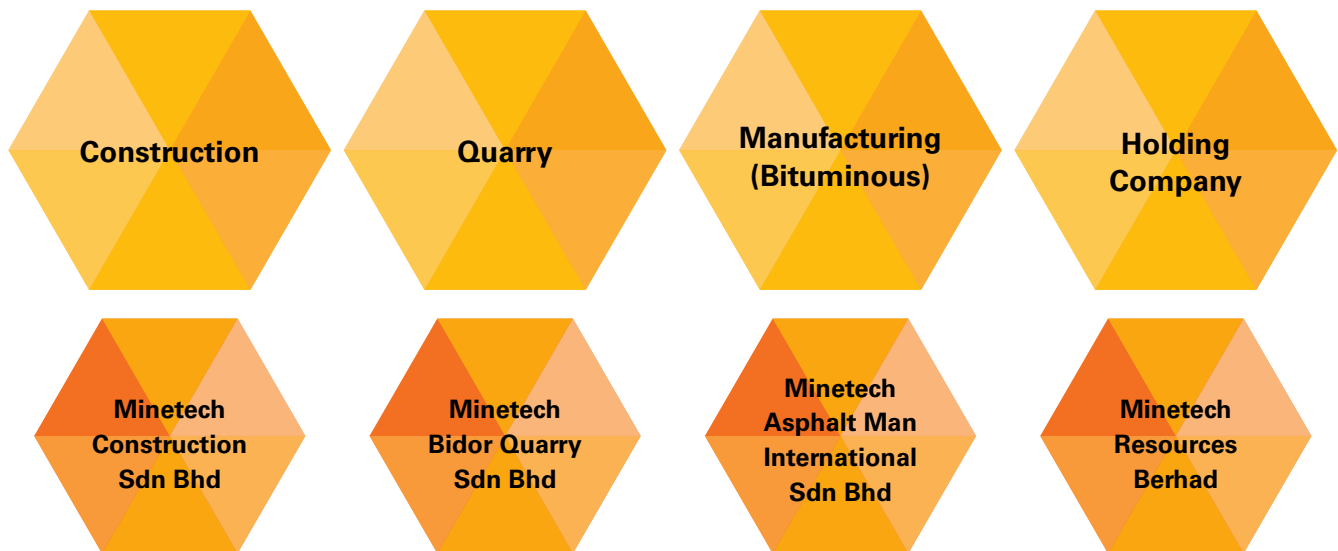 Construction
Quarry
Manufacturing
(Bituminous)
Holding
Company
Minetech
Construction
Sdn Bhd
Minetech
Bidor Quarry
Sdn Bhd
Minetech
Asphalt Man
International
Sdn Bhd
Minetech
Resources
Berhad